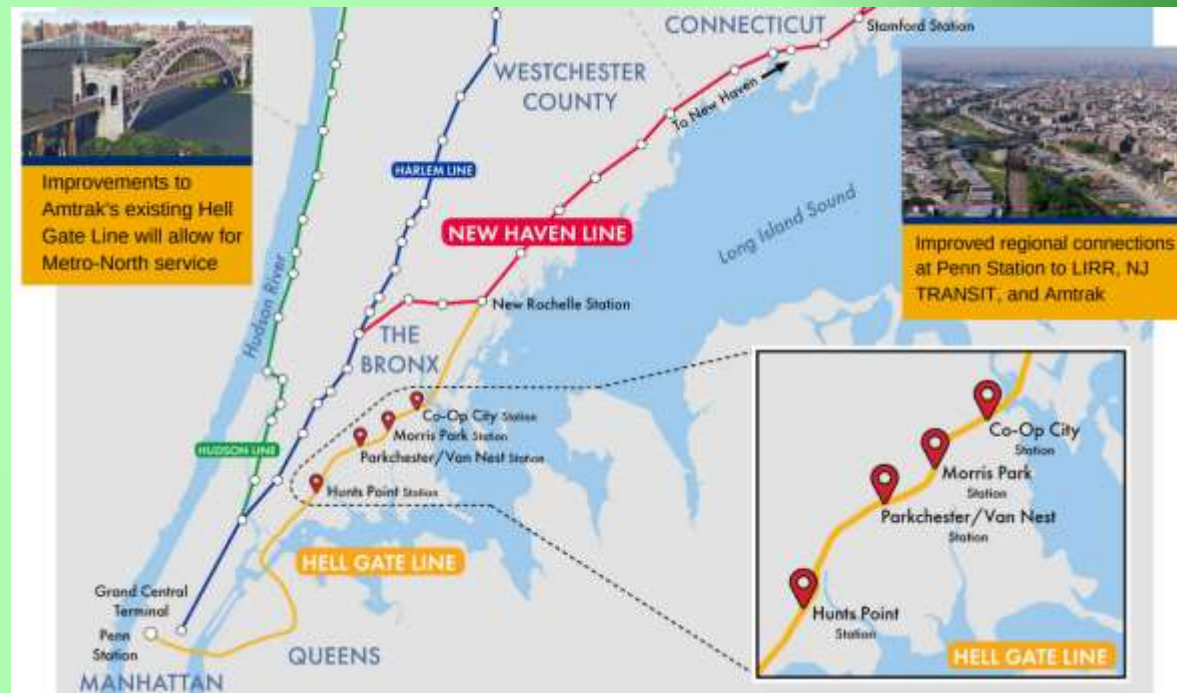 CONNECTICUT
Stamford Station
WESTCHESTER
COUNTY
To New Haven
HARLEM LINE
Improvements to
Amtrak's existing Hell
Gate Line will allow for
Metro-North service
NEW HAVEN LINE
Long Island Sound
Improved regional connections
at Penn Station to LIRR, NJ
TRANSIT, and Amtrak
Hudson River
New Rochelle Station
THE
BRONX
Co-Op City Station
Morris Park Station
Parkchester/Van Nest Station
Hunts Point Station
HUDSON LINE
HELL GATE LINE
Grand Central
Terminal
Penn
Station
QUEENS
MANHATTAN
Co-Op City
Station
Morris Park
Station
Parkchester/Van Nest
Station
Hunts Point
Station
HELL GATE LINE